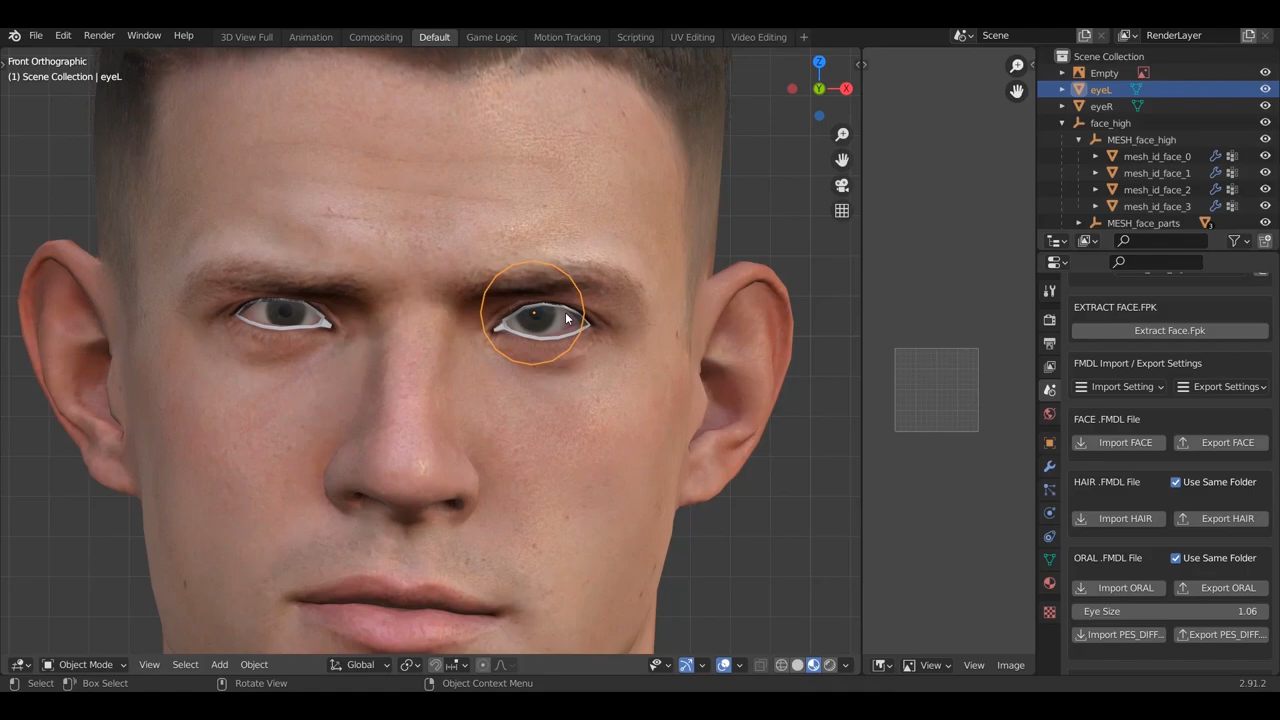 File Edit Render Window Help
3D View Full Animation Compositing Default Game Logic Motion Tracking Scripting UV Editing Video Editing
Scene
RenderLayer
Front Orthographic
(1) Scene Collection | eyeL
Z
Y
X
Scene Collection
Empty
eyeL
eyeR
face_high
MESH_face_high
mesh_id_face_0
mesh_id_face_1
mesh_id_face_2
mesh_id_face_3
MESH_face_parts
3
EXTRACT FACE.FPK
Extract Face.Fpk
FMDL Import / Export Settings
Import Setting Export Settings
FACE .FMDL File
Import FACE Export FACE
HAIR .FMDL File Use Same Folder
Import HAIR Export HAIR
ORAL .FMDL File Use Same Folder
Import ORAL Export ORAL
Eye Size 1.06
Import PES_DIFF... Export PES_DIFF...
Object Mode View Select Add Object Global
View View Image
Select Box Select Rotate View Object Context Menu 2.91.2